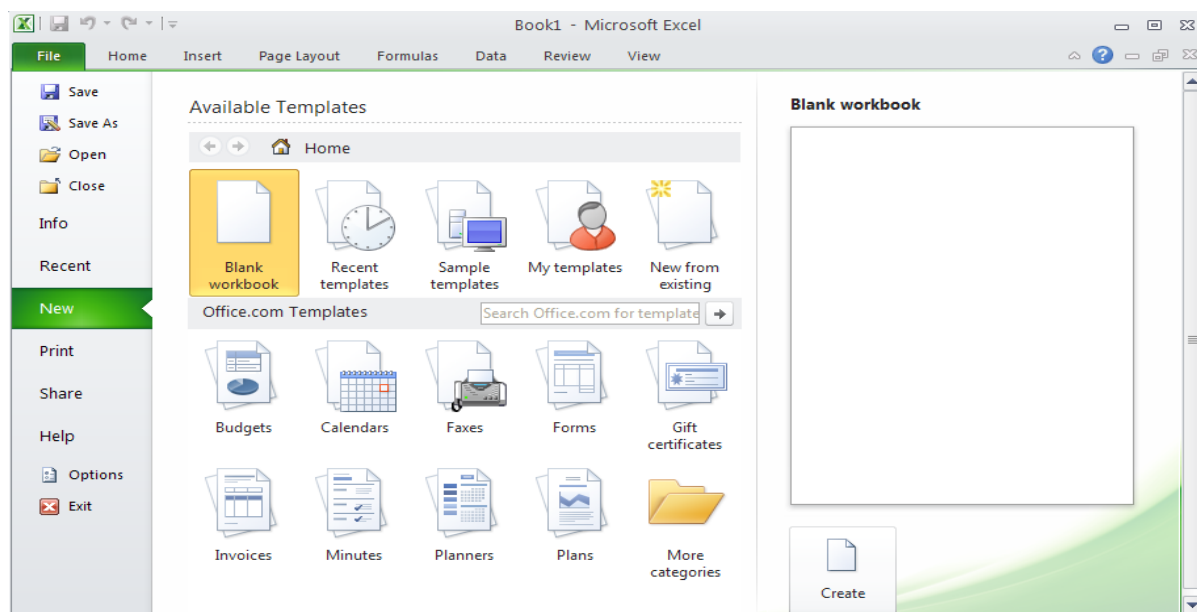 Book1 - Microsoft Excel
File Home Insert Page Layout Formulas Data Review View
Save
Save As
Open
Close
Info
Recent
New
Print
Share
Help
Options
Exit
Available Templates
Home
Blank
workbook
Recent
templates
Sample
templates
My templates
New from
existing
Office.com Templates
Search Office.com for template
Budgets
Calendars
Faxes
Forms
Gift
certificates
Invoices
Minutes
Planners
Plans
More
categories
Blank workbook
Create